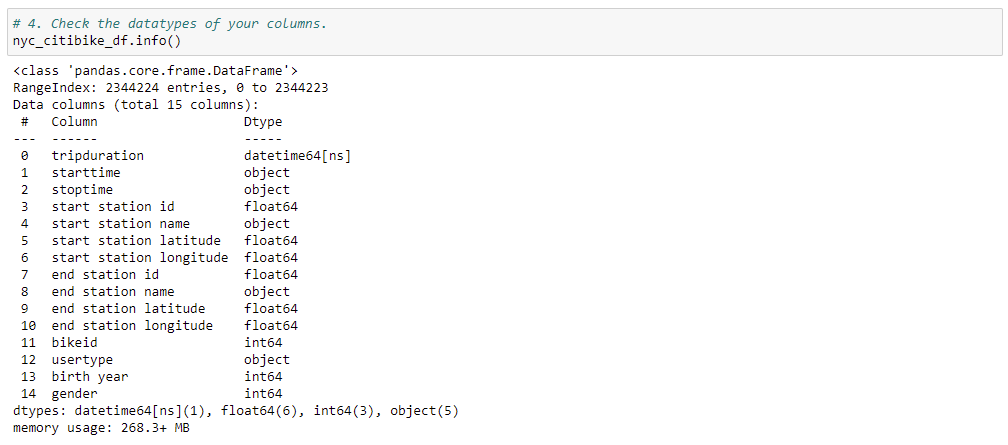 # 4. Check the datatypes of your columns.
nyc_citibike_df.info()
<class 'pandas.core.frame.DataFrame'>
RangeIndex: 2344224 entries, 0 to 2344223
Data columns (total 15 columns):
 #   Column                   Dtype
---  ------                   -----
 0   tripduration             datetime64[ns]
 1   starttime                object
 2   stoptime                 object
 3   start station id         float64
 4   start station name       object
 5   start station latitude   float64
 6   start station longitude  float64
 7   end station id           float64
 8   end station name         object
 9   end station latitude     float64
 10  end station longitude    float64
 11  bikeid                   int64
 12  usertype                 object
 13  birth year               int64
 14  gender                   int64
dtypes: datetime64[ns](1), float64(6), int64(3), object(5)
memory usage: 268.3+ MB